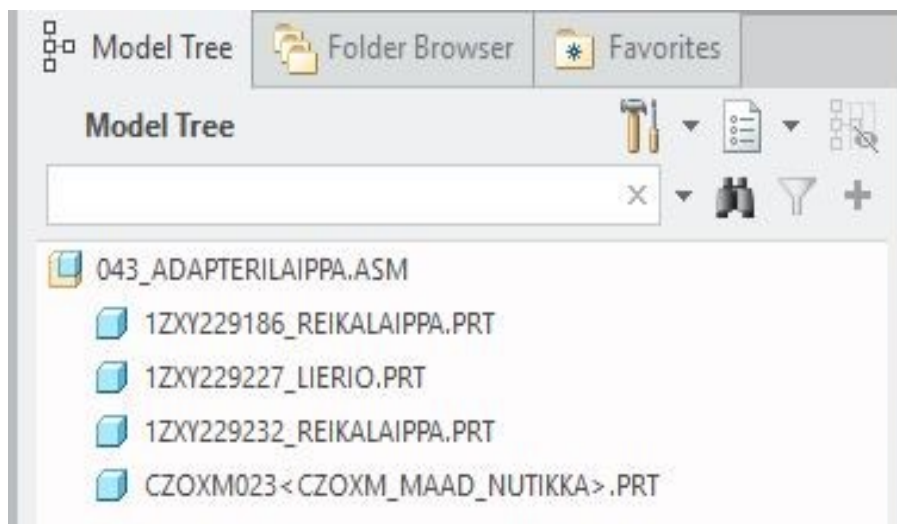 Model Tree Folder Browser Favorites
Model Tree
043_ADAPTERILAIPPA.ASM
1ZXY229186_REIKALAIPPA.PRT
1ZXY229227_LIERIO.PRT
1ZXY229232_REIKALAIPPA.PRT
CZOXM023<CZOXM_MAAD_NUTIKKA>.PRT